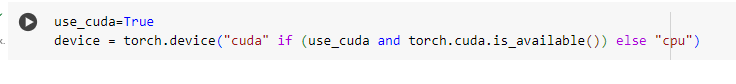 use_cuda=True
device = torch.device("cuda" if (use_cuda and torch.cuda.is_available()) else "cpu")